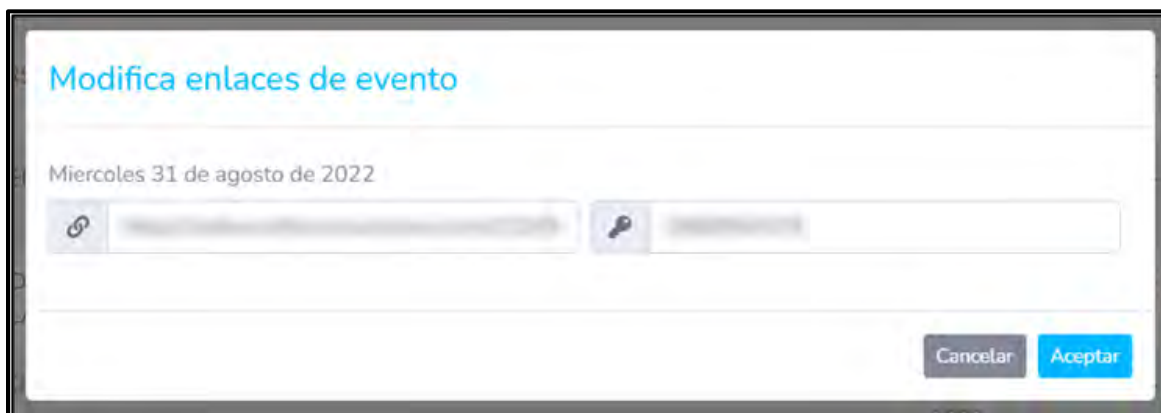 Modifica enlaces de evento
Miercoles 31 de agosto de 2022
Cancelar
Aceptar